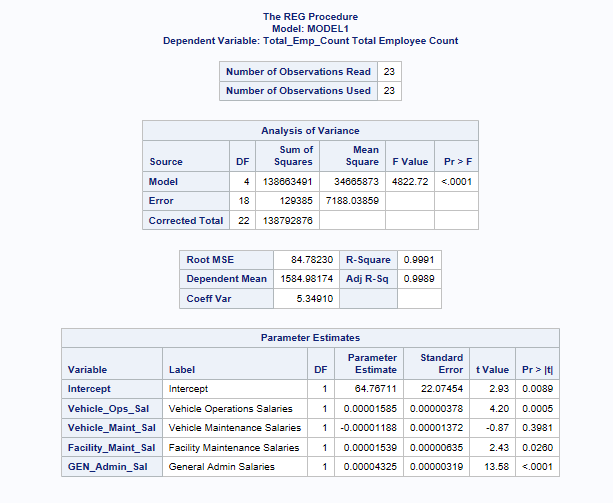 The REG Procedure
Model: MODEL1
Dependent Variable: Total_Emp_Count Total Employee Count
Number of Observations Read 23
Number of Observations Used 23
Analysis of Variance
Source DF Sum of Squares Mean Square F Value Pr > F
Model 4 138663491 34665873 4822.72 <.0001
Error 18 129385 7188.03859
Corrected Total 22 138792876
Root MSE 84.78230 R-Square 0.9991
Dependent Mean 1584.98174 Adj R-Sq 0.9989
Coeff Var 5.34910
Parameter Estimates
Variable Label DF Parameter Estimate Standard Error t Value Pr > |t|
Intercept Intercept 1 64.76711 22.07454 2.93 0.0089
Vehicle_Ops_Sal Vehicle Operations Salaries 1 0.00001585 0.00000378 4.20 0.0005
Vehicle_Maint_Sal Vehicle Maintenance Salaries 1 -0.00001188 0.00001372 -0.87 0.3981
Facility_Maint_Sal Facility Maintenance Salaries 1 0.00001539 0.00000635 2.43 0.0260
GEN_Admin_Sal General Admin Salaries 1 0.00004325 0.00000319 13.58 <.0001